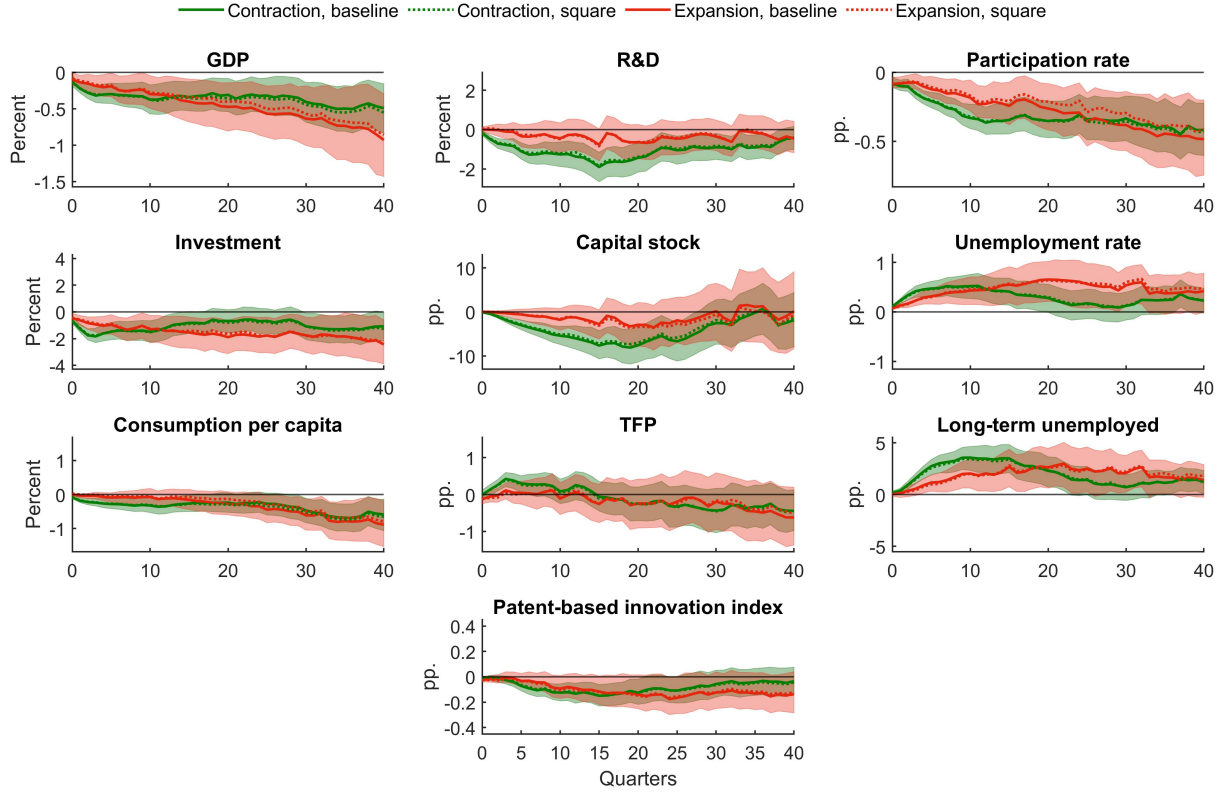 Contraction, baseline Contraction, square Expansion, baseline Expansion, square
GDP
Percent
0
-0.5
-1
-1.5
0 10 20 30 40
R&D
Percent
2
0
-2
0 10 20 30 40
Participation rate
pp.
0
-0.5
0 10 20 30 40
Investment
Percent
4
2
0
-2
-4
0 10 20 30 40
Capital stock
pp.
10
0
-10
0 10 20 30 40
Unemployment rate
pp.
1
0
-1
0 10 20 30 40
Consumption per capita
Percent
1
0
-1
0 10 20 30 40
TFP
pp.
1
0
-1
0 10 20 30 40
Long-term unemployed
pp.
5
0
-5
0 10 20 30 40
Patent-based innovation index
pp.
0.4
0.2
0
-0.2
-0.4
0 5 10 15 20 25 30 35 40
Quarters